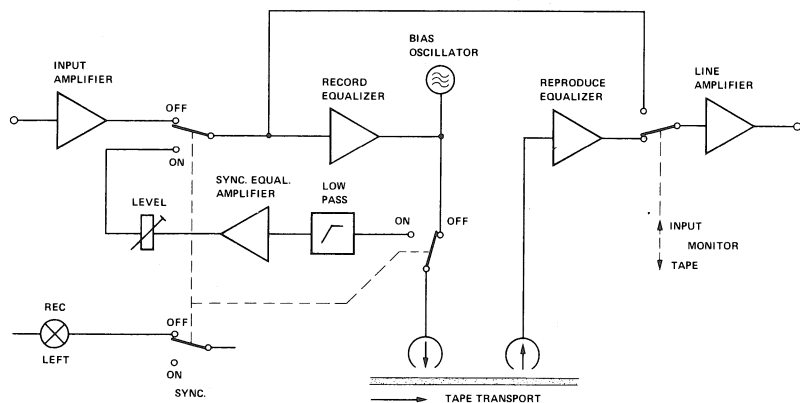 BIAS
OSCILLATOR
INPUT
AMPLIFIER
RECORD
EQUALIZER
REPRODUCE
EQUALIZER
LINE
AMPLIFIER
OFF
ON
SYNC. EQUAL.
AMPLIFIER
LOW
PASS
LEVEL
ON
OFF
INPUT
MONITOR
TAPE
REC
LEFT
OFF
ON
SYNC.
TAPE TRANSPORT